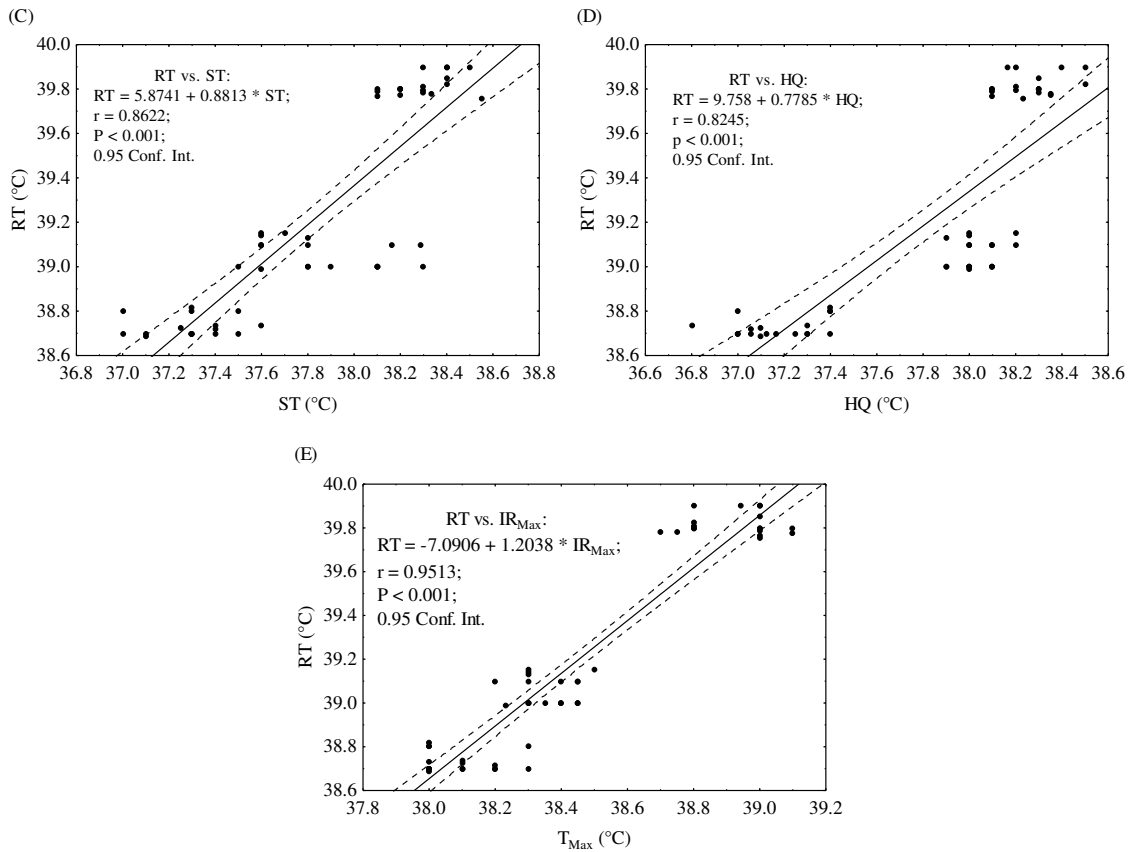 (C)
RT (°C)
40.0
39.8
39.6
39.4
39.2
39.0
38.8
38.6
RT vs. ST:
RT = 5.8741 + 0.8813 * ST;
r = 0.8622;
P < 0.001;
0.95 Conf. Int.
36.8 37.0 37.2 37.4 37.6 37.8 38.0 38.2 38.4 38.6 38.8
ST (°C)
(D)
RT (°C)
40.0
39.8
39.6
39.4
39.2
39.0
38.8
38.6
RT vs. HQ:
RT = 9.758 + 0.7785 * HQ;
r = 0.8245;
p < 0.001;
0.95 Conf. Int.
36.6 36.8 37.0 37.2 37.4 37.6 37.8 38.0 38.2 38.4 38.6
HQ (°C)
(E)
RT (°C)
40.0
39.8
39.6
39.4
39.2
39.0
38.8
38.6
RT vs. IRMax:
RT = -7.0906 + 1.2038 * IRMax;
r = 0.9513;
P < 0.001;
0.95 Conf. Int.
37.8 38.0 38.2 38.4 38.6 38.8 39.0 39.2
TMax (°C)